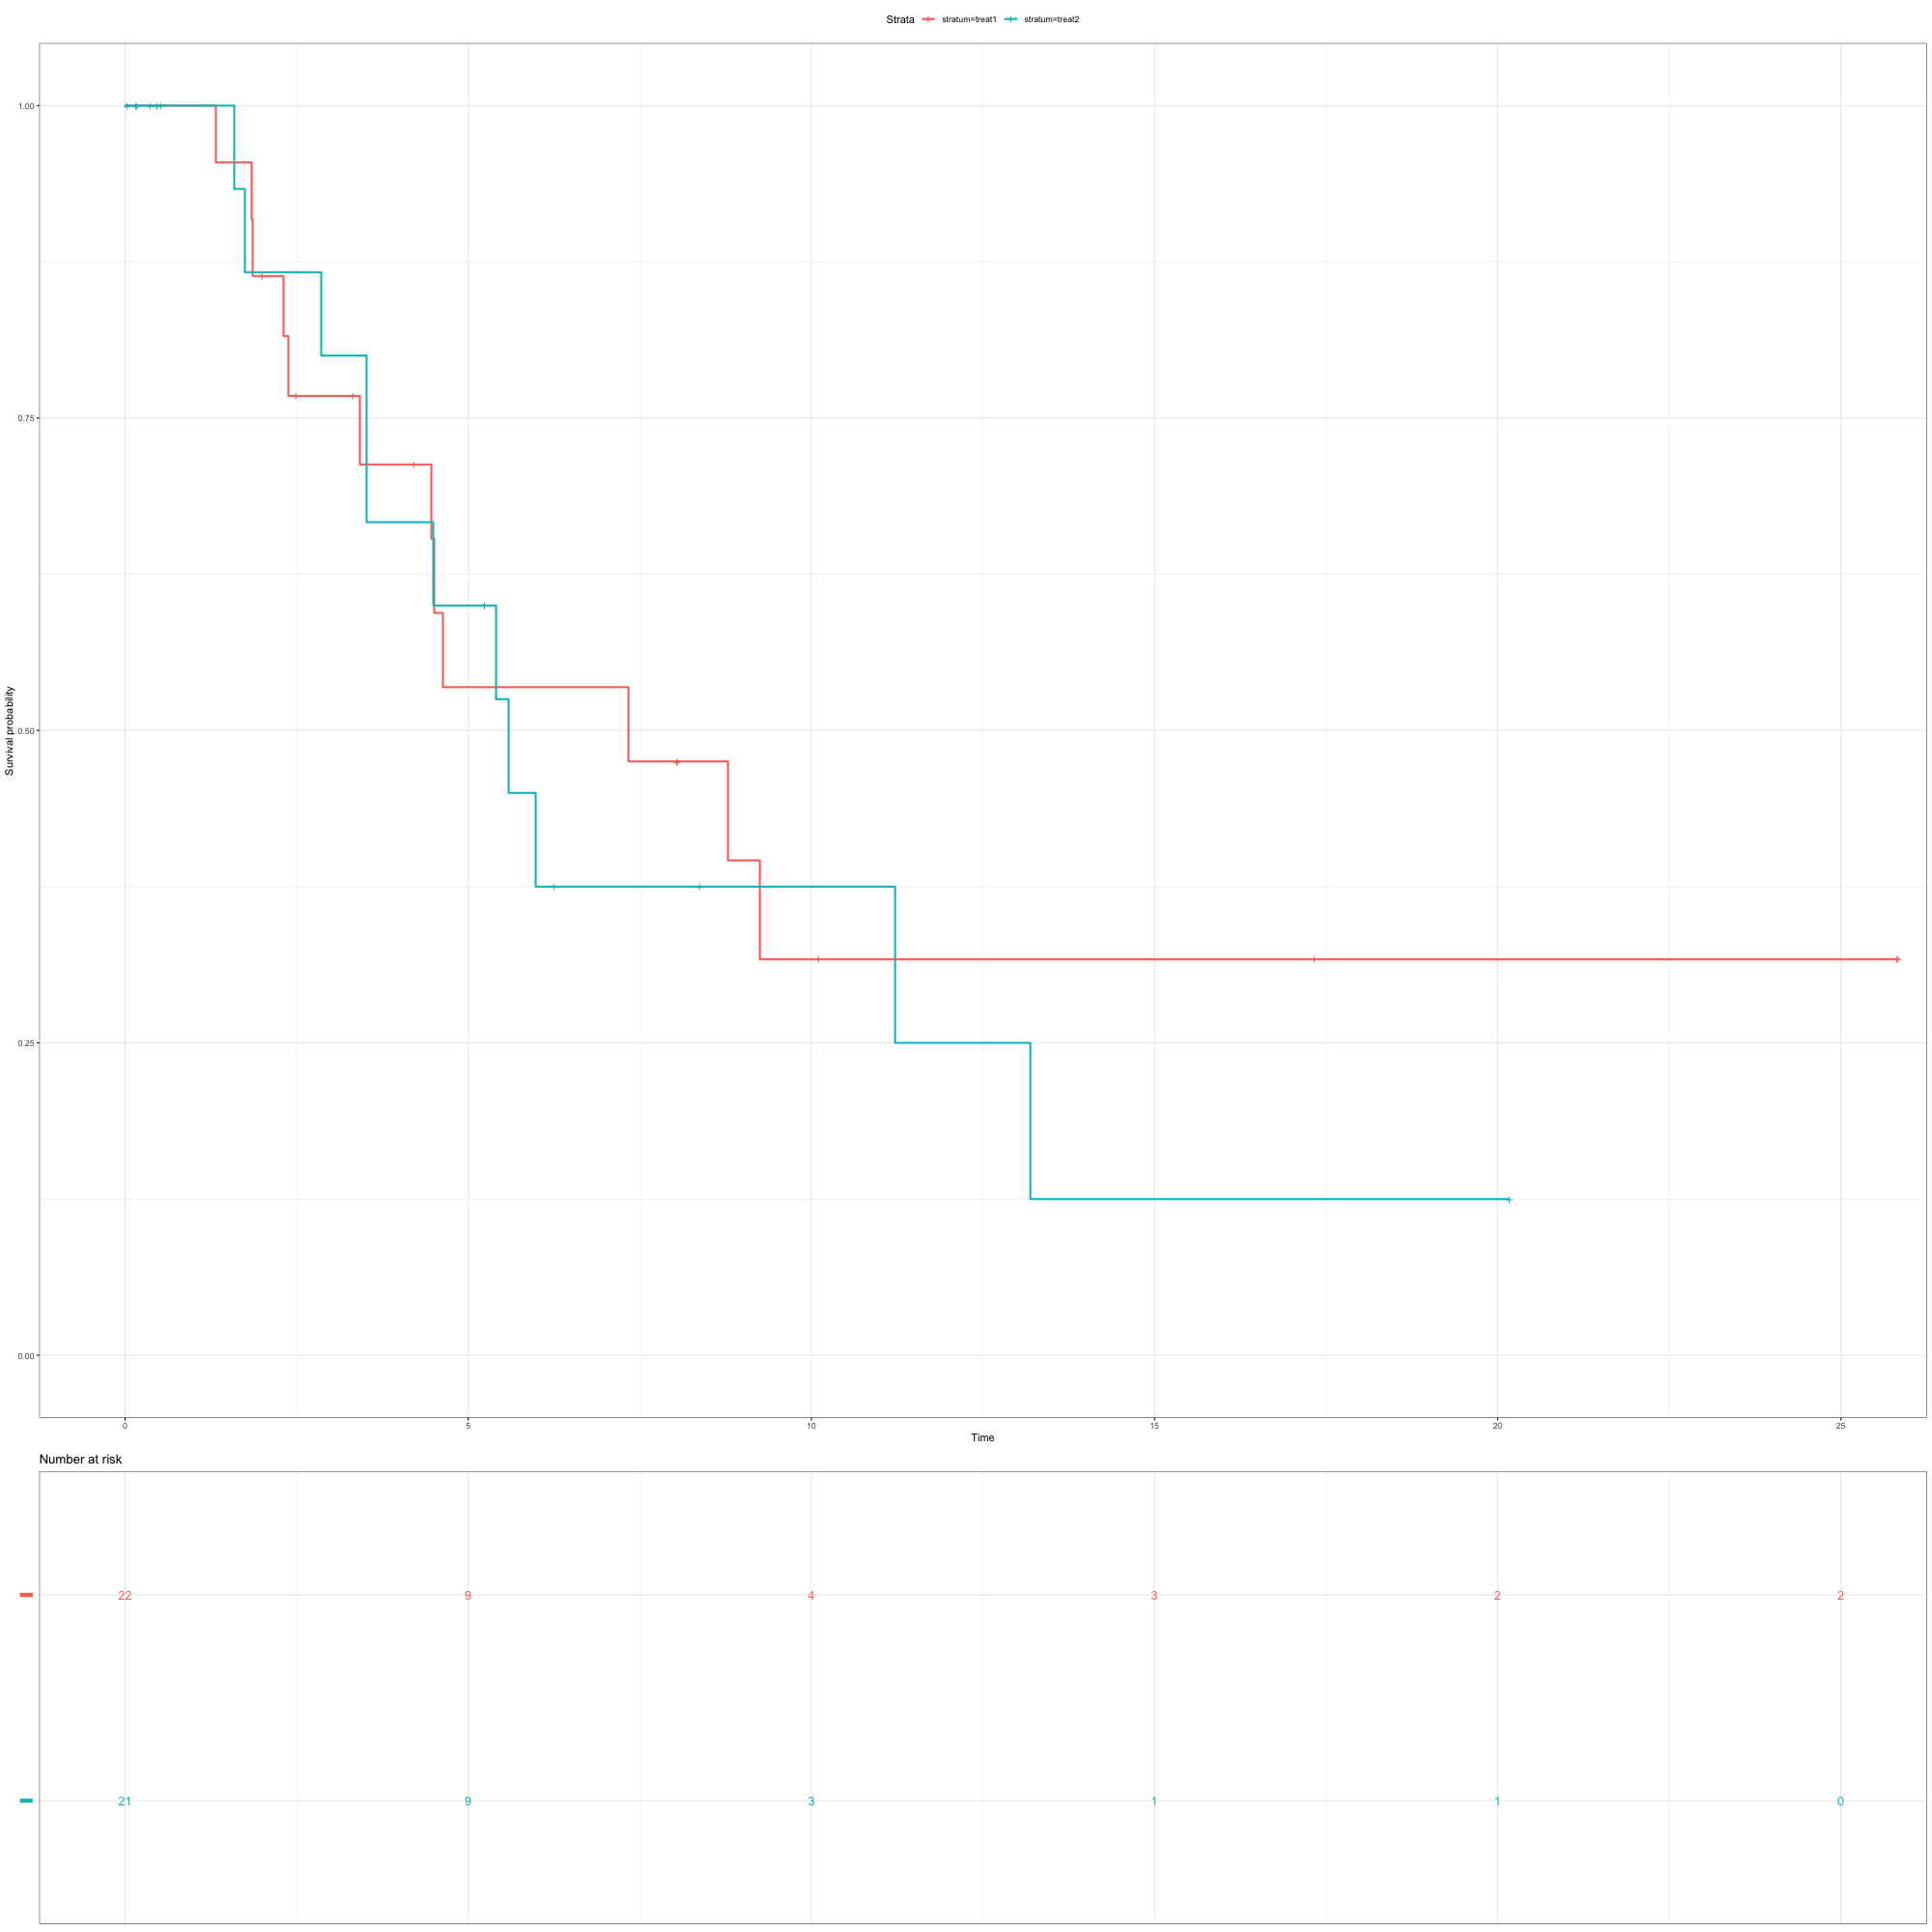 Strata stratum=treat1 stratum=treat2
1.00
0.75
0.50
0.25
0.00
Survival probability
0 5 10 15 20 25
Time
Number at risk
22 9 4 3 2 2
21 9 3 1 1 0